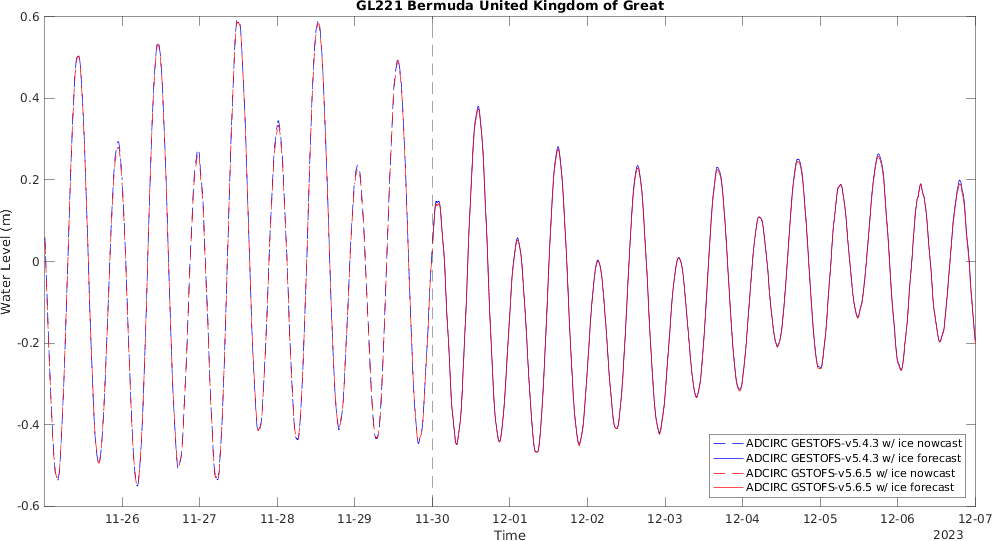 GL221 Bermuda United Kingdom of Great
0.6
0.4
0.2
0
-0.2
-0.4
-0.6
Water Level (m)
ADCIRC GESTOFS-v5.4.3 w/ ice nowcast
ADCIRC GESTOFS-v5.4.3 w/ ice forecast
ADCIRC GSTOFS-v5.6.5 w/ ice nowcast
ADCIRC GSTOFS-v5.6.5 w/ ice forecast
11-26 11-27 11-28 11-29 11-30 12-01 12-02 12-03 12-04 12-05 12-06 12-07
Time
2023